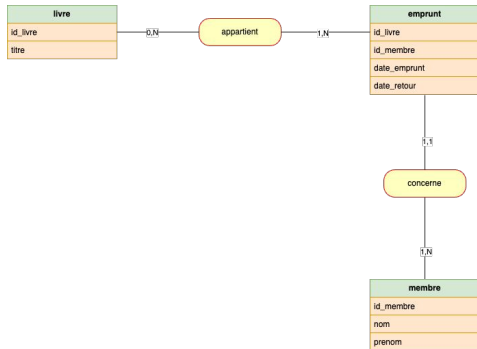 livre
id_livre
titre
0,N
appartient
1,N
emprunt
id_livre
id_membre
date_emprunt
date_retour
1,1
concerne
1,N
membre
id_membre
nom
prenom